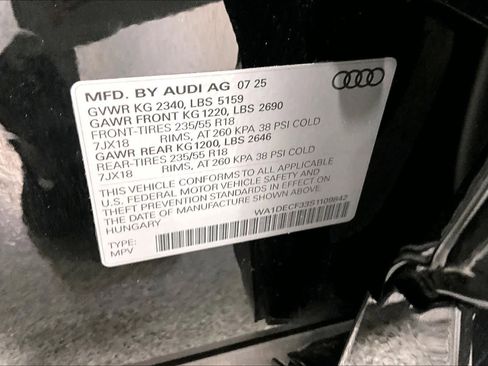 MFD. BY AUDI AG 07 25
GVWR KG 2340, LBS 5159
GAWR FRONT KG 1220, LBS 2690
FRONT-TIRES 235/55 R18
7JX18 RIMS, AT 260 KPA 38 PSI COLD
GAWR REAR KG 1200, LBS 2646
REAR-TIRES 235/55 R18
7JX18 RIMS, AT 260 KPA 38 PSI COLD
THIS VEHICLE CONFORMS TO ALL APPLICABLE
U.S. FEDERAL MOTOR VEHICLE SAFETY AND
THEFT PREVENTION STANDARDS IN EFFECT ON
THE DATE OF MANUFACTURE SHOWN ABOVE.
HUNGARY
WA1DECF33S1109842
TYPE:
MPV